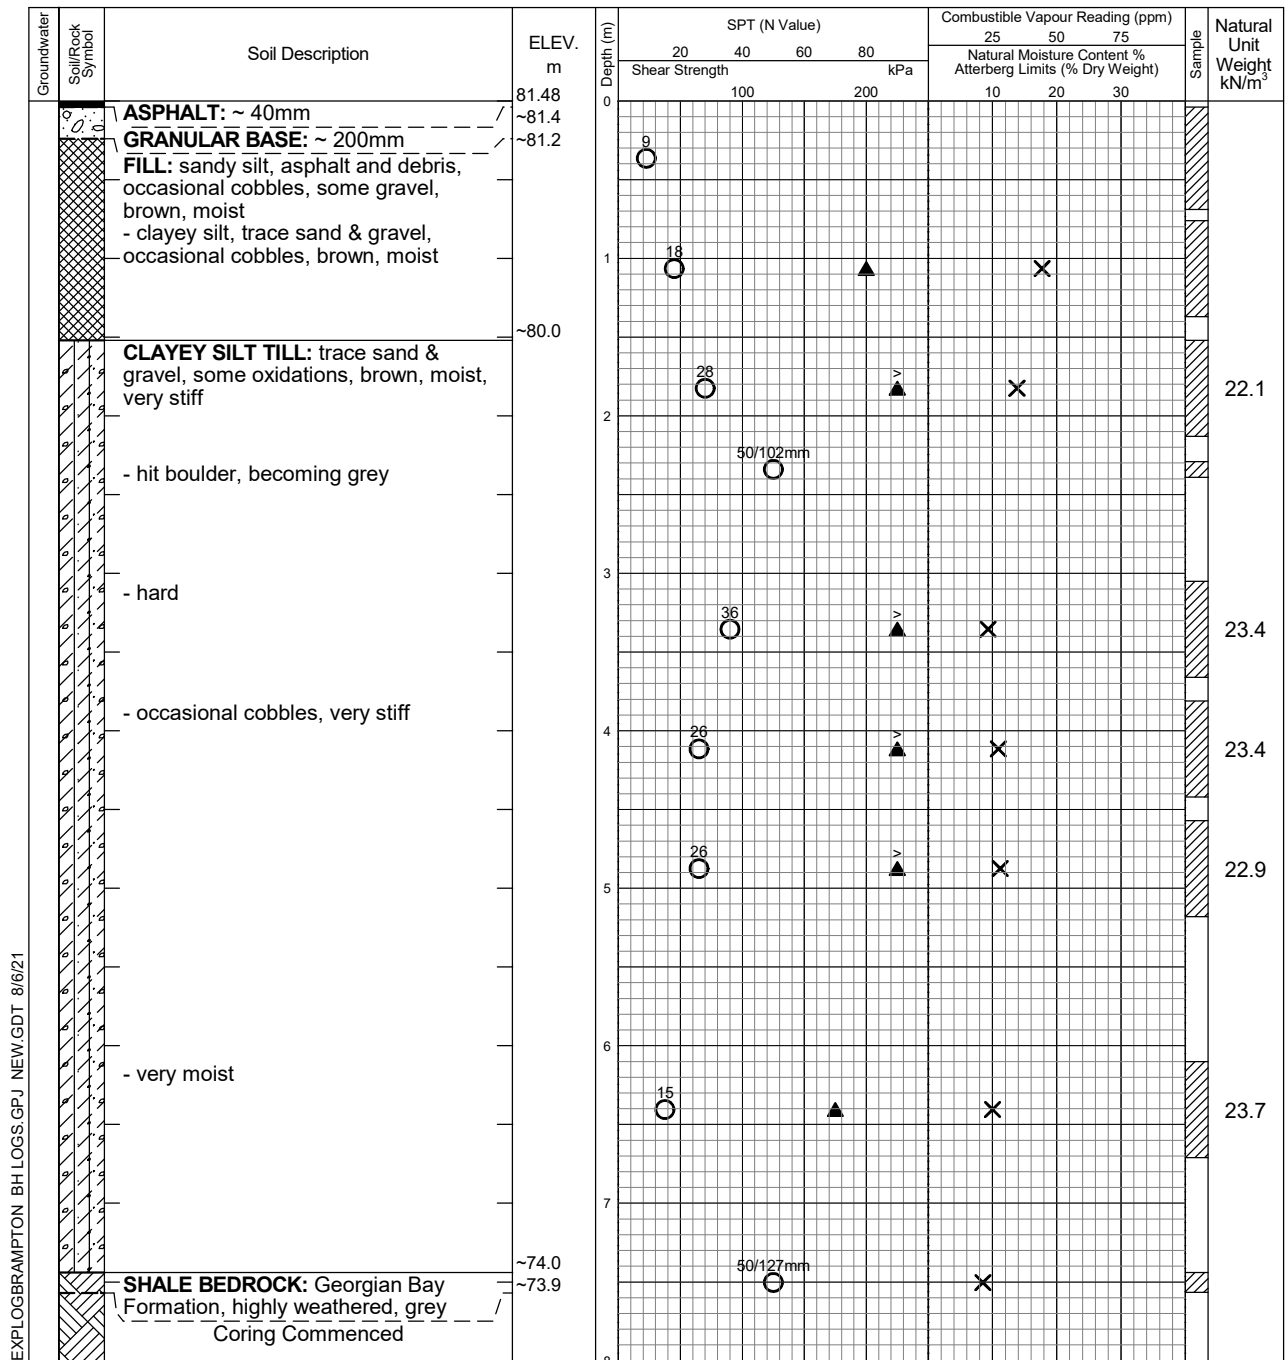 Groundwater
Soil/Rock
Symbol
Soil Description
ELEV.
m
Depth (m)
SPT (N Value)
20 40 60 80
Shear Strength kPa
100 200
Combustible Vapour Reading (ppm)
25 50 75
Natural Moisture Content %
Atterberg Limits (% Dry Weight)
10 20 30
Sample
Natural
Unit
Weight
kN/m3
81.48
0
ASPHALT: ~ 40mm
~81.4
GRANULAR BASE: ~ 200mm
~81.2
9
FILL: sandy silt, asphalt and debris,
occasional cobbles, some gravel,
brown, moist
- clayey silt, trace sand & gravel,
occasional cobbles, brown, moist
18
1
~80.0
CLAYEY SILT TILL: trace sand &
gravel, some oxidations, brown, moist,
very stiff
28
>
22.1
2
50/102mm
- hit boulder, becoming grey
3
- hard
36
>
23.4
- occasional cobbles, very stiff
26
>
4
23.4
26
>
22.9
5
6
- very moist
15
23.7
7
~74.0
50/127mm
SHALE BEDROCK: Georgian Bay
~73.9
Formation, highly weathered, grey
Coring Commenced
8
EXPLOGBRAMPTON BH LOGS.GPJ NEW.GDT 8/6/21